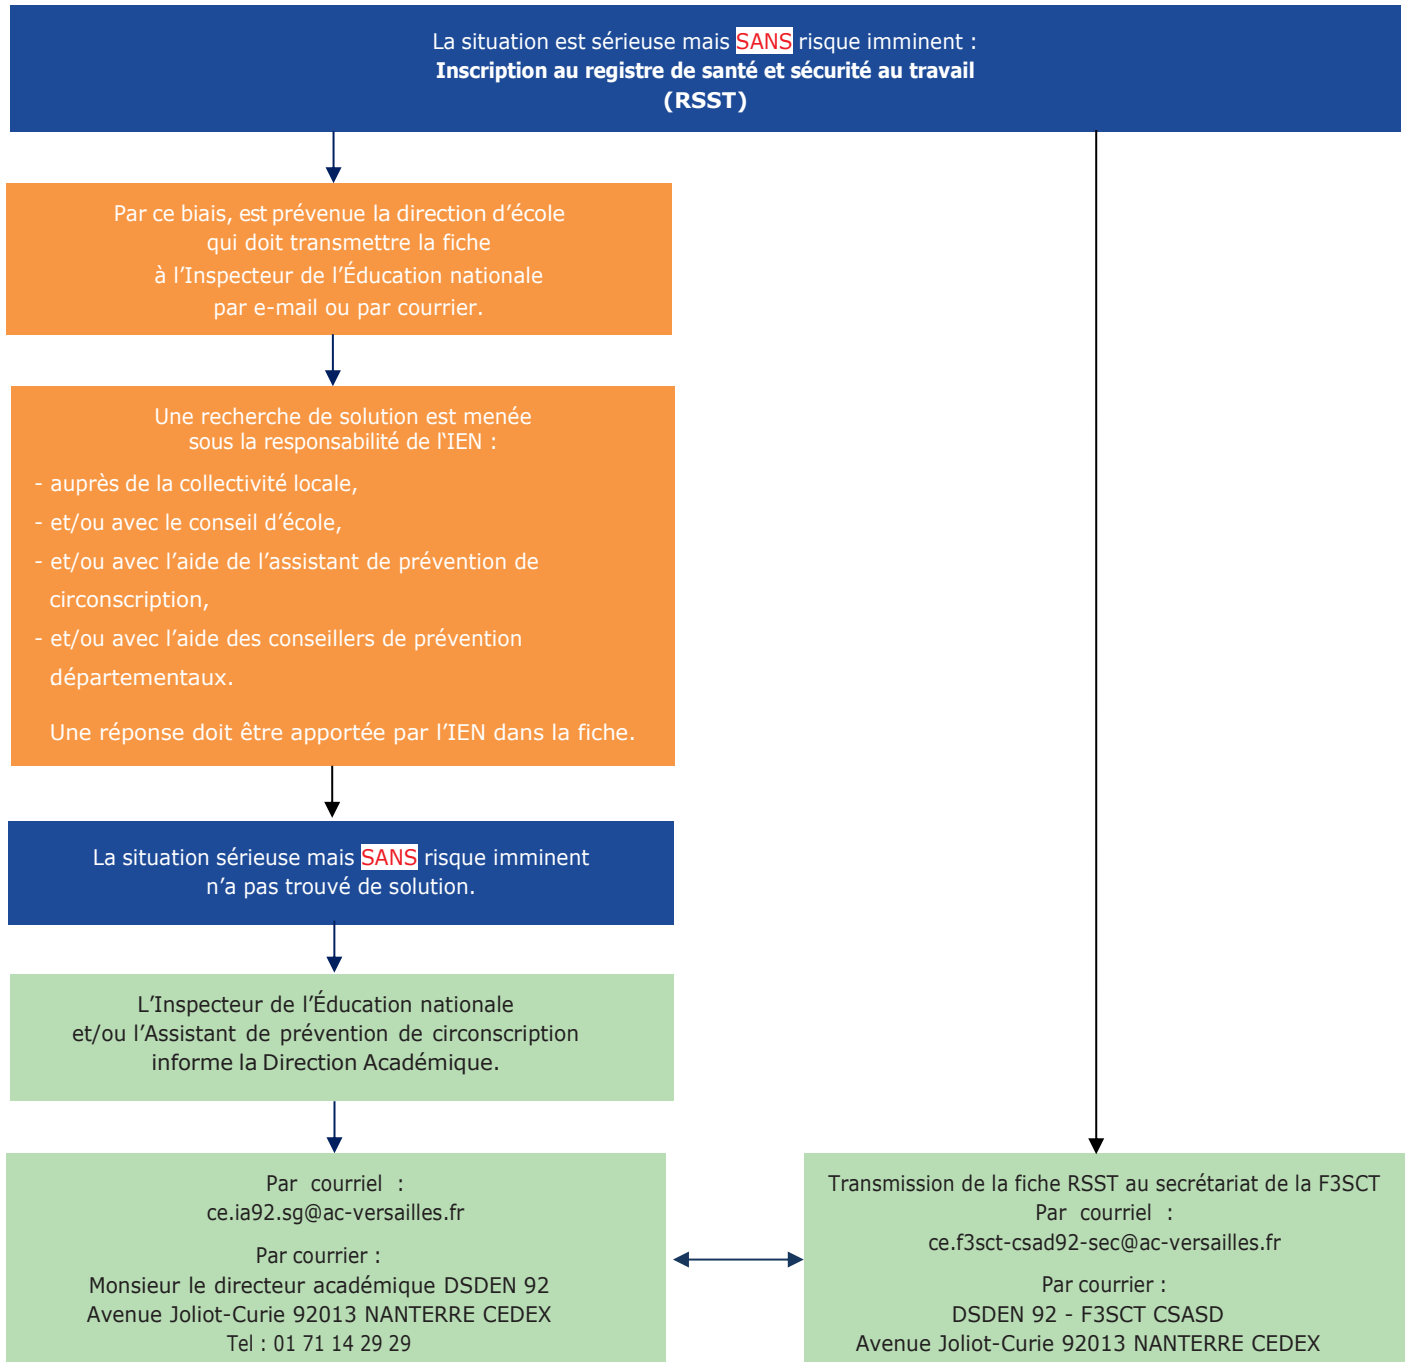 La situation est sérieuse mais SANS risque imminent :
Inscription au registre de santé et sécurité au travail
(RSST)
Par ce biais, est prévenue la direction d’école
qui doit transmettre la fiche
à l’Inspecteur de l’Éducation nationale
par e-mail ou par courrier.
Une recherche de solution est menée
sous la responsabilité de l‘IEN :
- auprès de la collectivité locale,
- et/ou avec le conseil d’école,
- et/ou avec l’aide de l’assistant de prévention de
circonscription,
- et/ou avec l’aide des conseillers de prévention
départementaux.
Une réponse doit être apportée par l’IEN dans la fiche.
La situation sérieuse mais SANS risque imminent
n’a pas trouvé de solution.
L’Inspecteur de l’Éducation nationale
et/ou l’Assistant de prévention de circonscription
informe la Direction Académique.
Par courriel :
ce.ia92.sg@ac-versailles.fr
Par courrier :
Monsieur le directeur académique DSDEN 92
Avenue Joliot-Curie 92013 NANTERRE CEDEX
Tel : 01 71 14 29 29
Transmission de la fiche RSST au secrétariat de la F3SCT
Par courriel :
ce.f3sct-csad92-sec@ac-versailles.fr
Par courrier :
DSDEN 92 - F3SCT CSASD
Avenue Joliot-Curie 92013 NANTERRE CEDEX